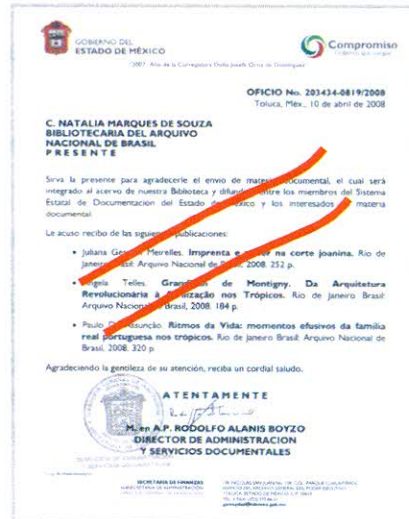 GOBIERNO DEL
ESTADO DE MÉXICO
Compromiso
OFICIO No. 203434-0819/2008
Toluca, Méx., 10 de abril de 2008
C. NATALIA MARQUES DE SOUZA
BIBLIOTECARIA DEL ARQUIVO
NACIONAL DE BRASIL
P R E S E N T E
Sirva la presente para agradecerle el envío de material documental, el cual será
integrado al acervo de nuestra Biblioteca y difundido entre los miembros del Sistema
Estatal de Documentación del Estado de México y los interesados materia
documental.
Le acuso recibo de las siguientes publicaciones:
• Juliana Meirelles. Imprenta e na corte joanina. Rio de
Janeiro Brasil: Arquivo Nacional de Brasil, 2008. 252 p.
• Angela Telles. Grandjean de Montigny. Da Arquitetura
Revolucionária à nos Trópicos. Rio de Janeiro Brasil:
Arquivo Nacional Brasil, 2008. 184 p.
• Paulo Assunção. Ritmos da Vida: momentos efusivos da família
real portuguesa nos trópicos. Rio de Janeiro Brasil: Arquivo Nacional de
Brasil, 2008. 320 p.
Agradeciendo la gentileza de su atención, reciba un cordial saludo.
A T E N T A M E N T E
M. en A.P. RODOLFO ALANIS BOYZO
DIRECTOR DE ADMINISTRACION
Y SERVICIOS DOCUMENTALES
SECRETARÍA DE FINANZAS